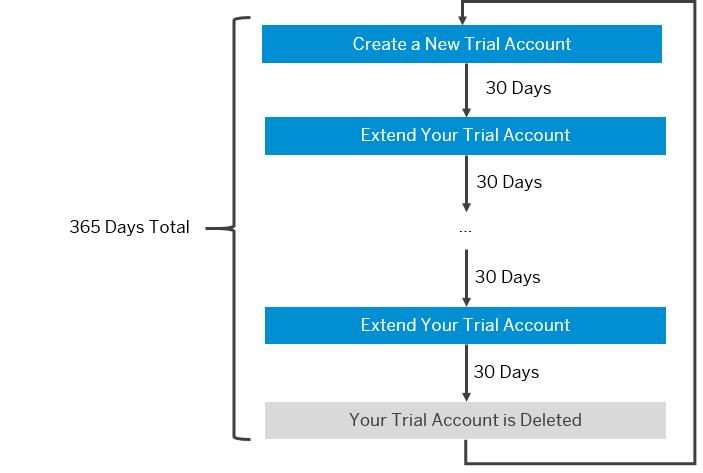 Create a New Trial Account
30 Days
Extend Your Trial Account
30 Days
365 Days Total
...
30 Days
Extend Your Trial Account
30 Days
Your Trial Account is Deleted